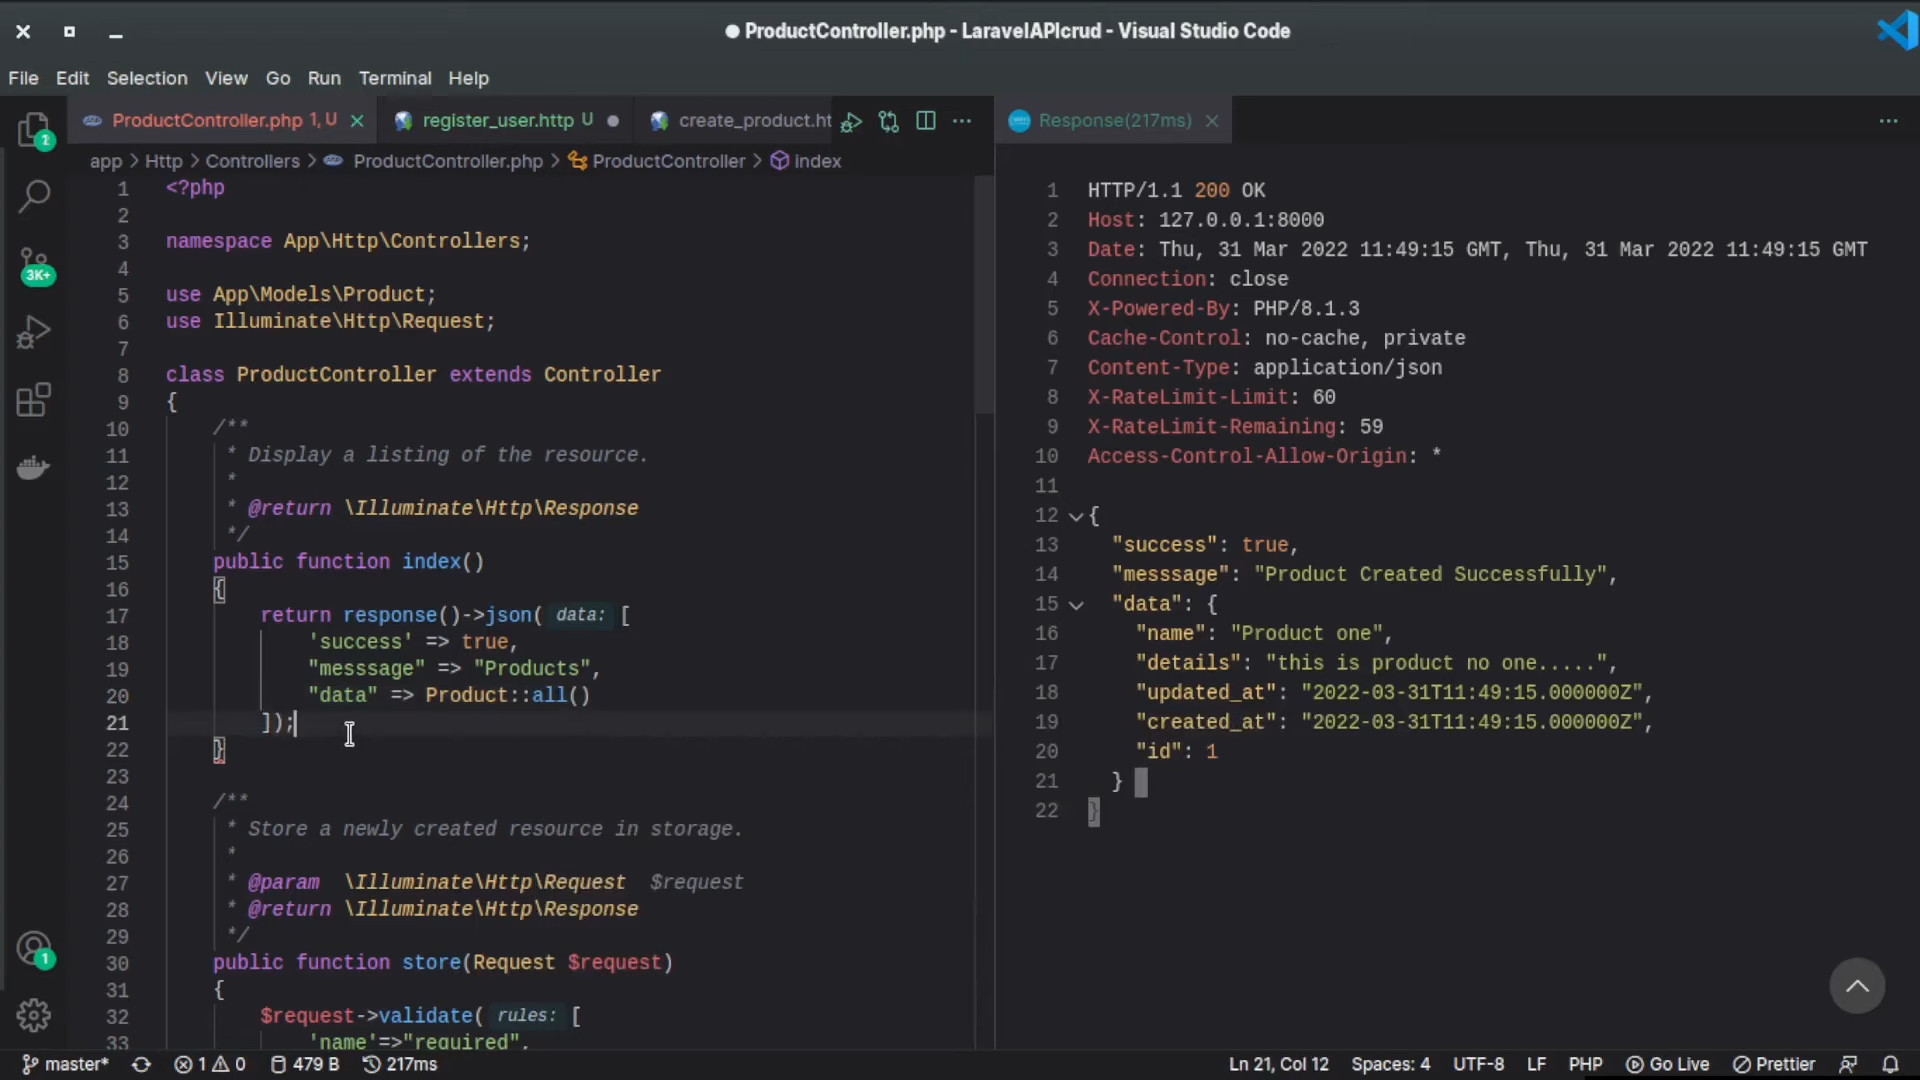 ProductController.php - LaravelAPIcrud - Visual Studio Code
File Edit Selection View Go Run Terminal Help
ProductController.php 1, U
register_user.http U
create_product.ht
Response(217ms)
app > Http > Controllers > ProductController.php > ProductController > index
1 <?php
2
3 namespace App\Http\Controllers;
4
5 use App\Models\Product;
6 use Illuminate\Http\Request;
7
8 class ProductController extends Controller
9 {
10 /**
11 * Display a listing of the resource.
12 *
13 * @return \Illuminate\Http\Response
14 */
15 public function index()
16 {
17 return response()->json( data: [
18 'success' => true,
19 "messsage" => "Products",
20 "data" => Product::all()
21 ]);
22 }
23
24 /**
25 * Store a newly created resource in storage.
26 *
27 * @param \Illuminate\Http\Request $request
28 * @return \Illuminate\Http\Response
29 */
30 public function store(Request $request)
31 {
32 $request->validate( rules: [
33 'name'=>"required",
1 HTTP/1.1 200 OK
2 Host: 127.0.0.1:8000
3 Date: Thu, 31 Mar 2022 11:49:15 GMT, Thu, 31 Mar 2022 11:49:15 GMT
4 Connection: close
5 X-Powered-By: PHP/8.1.3
6 Cache-Control: no-cache, private
7 Content-Type: application/json
8 X-RateLimit-Limit: 60
9 X-RateLimit-Remaining: 59
10 Access-Control-Allow-Origin: *
11
12 {
13 "success": true,
14 "messsage": "Product Created Successfully",
15 "data": {
16 "name": "Product one",
17 "details": "this is product no one.....",
18 "updated_at": "2022-03-31T11:49:15.000000Z",
19 "created_at": "2022-03-31T11:49:15.000000Z",
20 "id": 1
21 }
22 }
1
3K+
1
master* 1 0 479 B 217ms Ln 21, Col 12 Spaces: 4 UTF-8 LF PHP Go Live Prettier